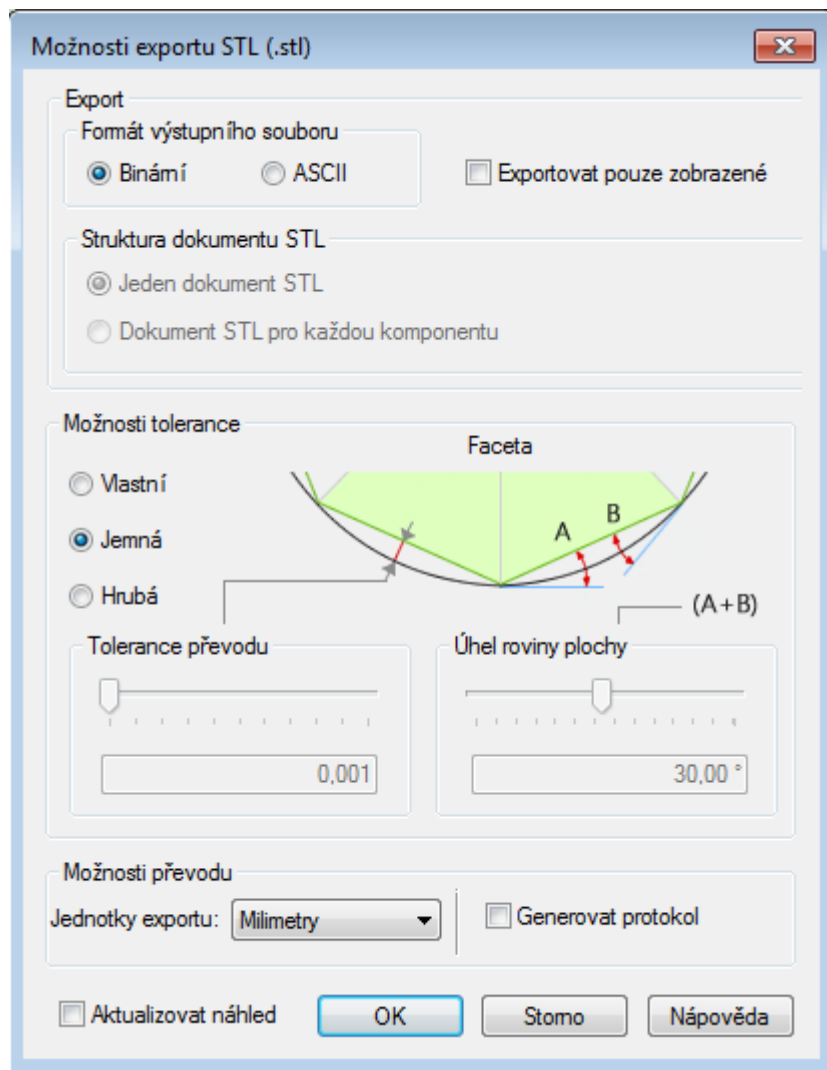 Možnosti exportu STL (.stl)
Export
Formát výstupního souboru
Binární
ASCII
Exportovat pouze zobrazené
Struktura dokumentu STL
Jeden dokument STL
Dokument STL pro každou komponentu
Možnosti tolerance
Faceta
Vlastní
Jemná
Hrubá
A
B
(A+B)
Tolerance převodu
0,001
Úhel roviny plochy
30,00 °
Možnosti převodu
Jednotky exportu:
Milimetry
Generovat protokol
Aktualizovat náhled
OK
Storno
Nápověda